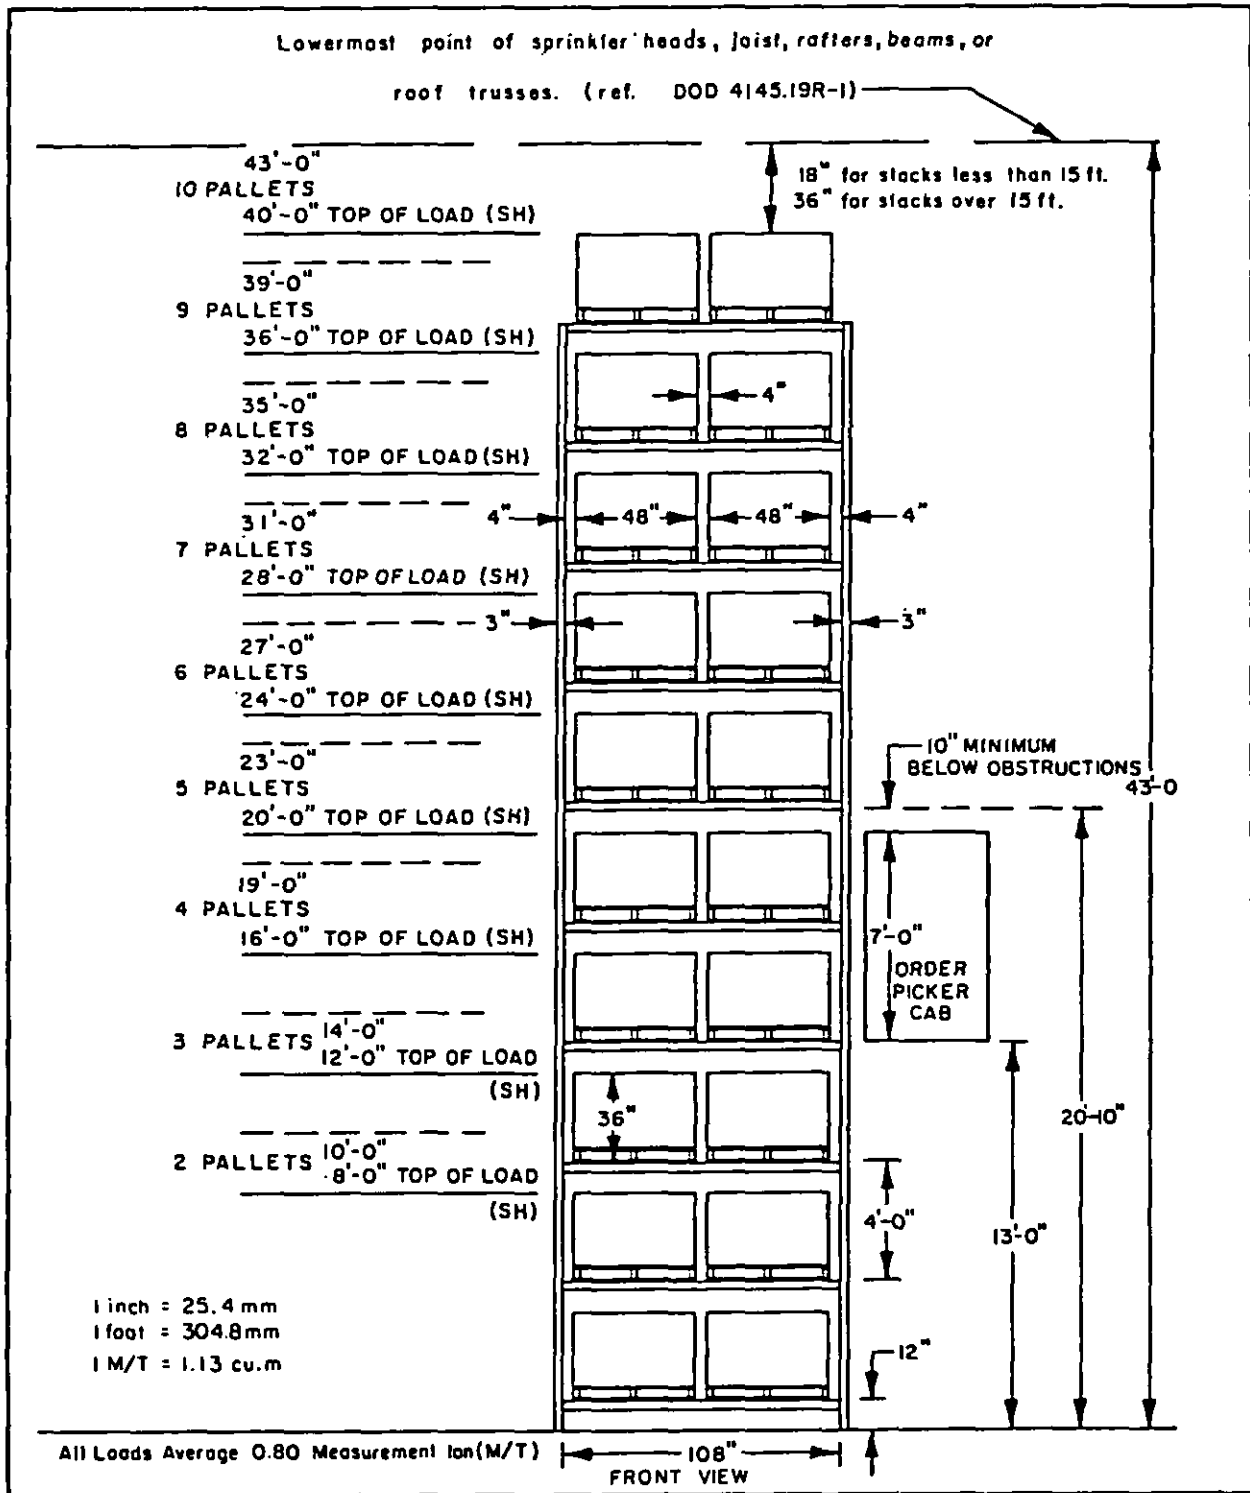 Lowermost point of sprinkler heads, joist, rafters, beams, or
roof trusses. (ref. DOD 4145.19R-1)
43'-0"
10 PALLETS
40'-0" TOP OF LOAD (SH)
18" for stacks less than 15 ft.
36" for stacks over 15 ft.
39'-0"
9 PALLETS
36'-0" TOP OF LOAD (SH)
35'-0"
8 PALLETS
32'-0" TOP OF LOAD (SH)
4"
31'-0"
7 PALLETS
28'-0" TOP OF LOAD (SH)
4" 48" 48" 4"
3" 3"
27'-0"
6 PALLETS
24'-0" TOP OF LOAD (SH)
23'-0"
5 PALLETS
20'-0" TOP OF LOAD (SH)
10" MINIMUM
BELOW OBSTRUCTIONS
43'-0
19'-0"
4 PALLETS
16'-0" TOP OF LOAD (SH)
7'-0"
ORDER
PICKER
CAB
14'-0"
3 PALLETS
12'-0" TOP OF LOAD
(SH)
36"
20'-10"
10'-0"
2 PALLETS
8'-0" TOP OF LOAD
(SH)
4'-0"
13'-0"
1 inch = 25.4 mm
1 foot = 304.8mm
1 M/T = 1.13 cu.m
12"
All Loads Average 0.80 Measurement ton (M/T)
108"
FRONT VIEW